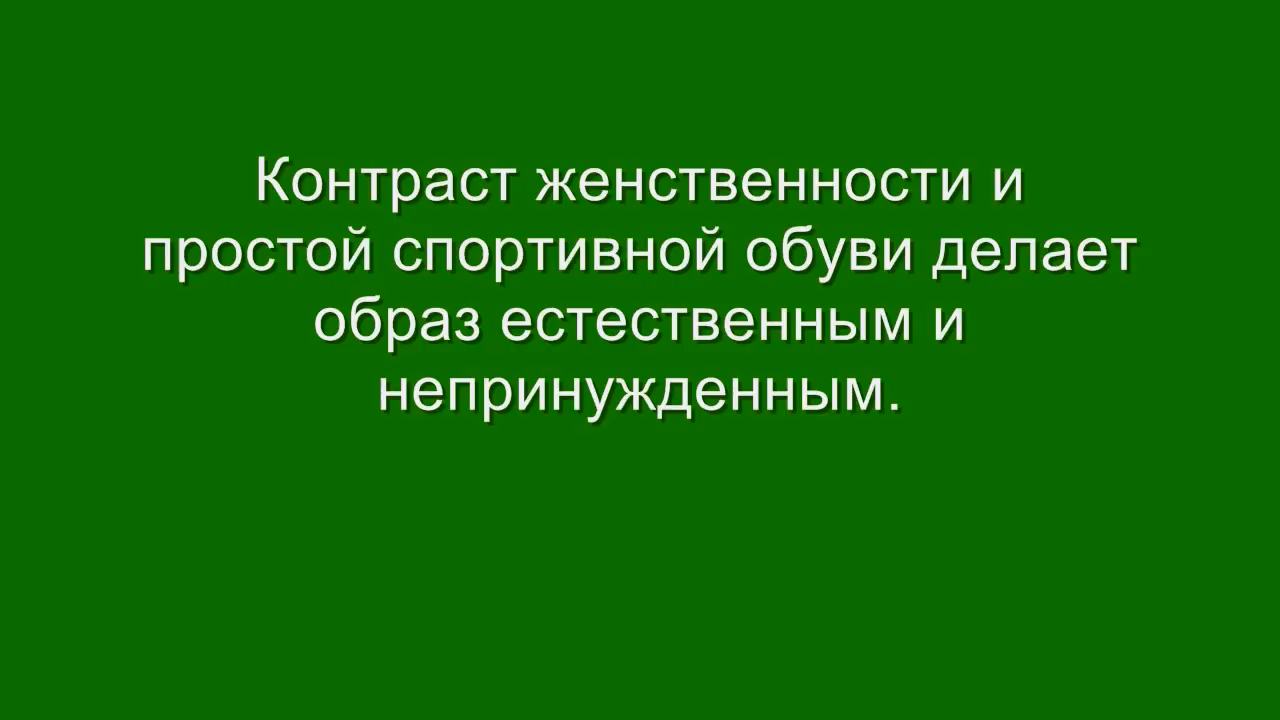 Контраст женственности и
простой спортивной обуви делает
образ естественным и
непринужденным.